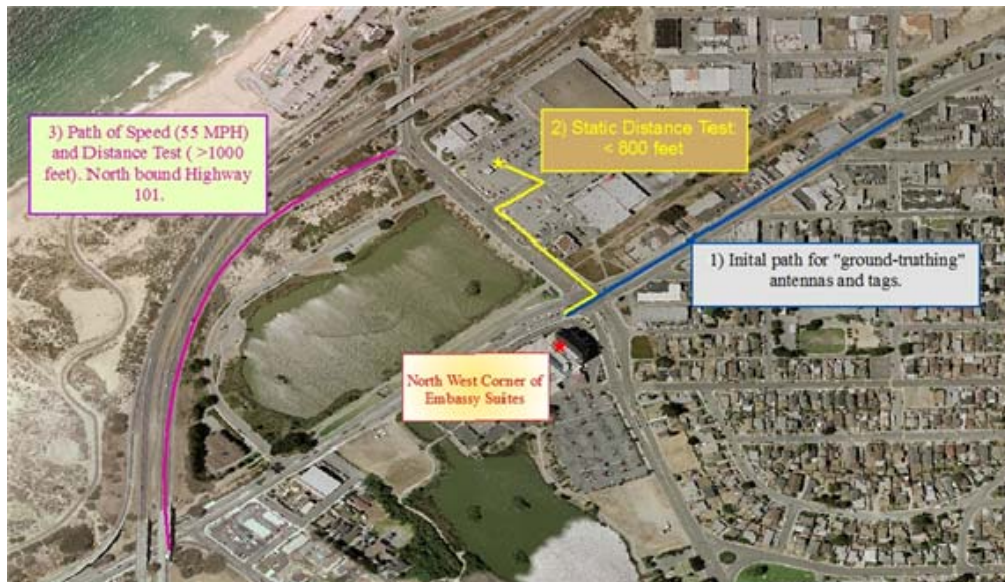 3) Path of Speed (55 MPH)
and Distance Test ( >1000
feet). North bound Highway
101.
2) Static Distance Test:
< 800 feet
1) Inital path for "ground-truthing"
antennas and tags.
North West Corner of
Embassy Suites